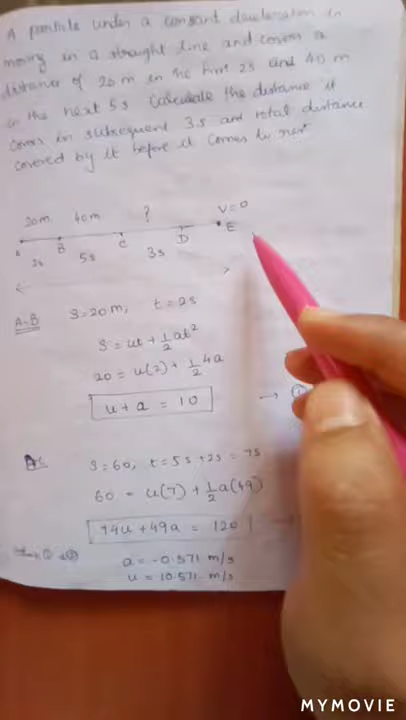 A particle under a constant deceleration is
moving in a straight line and covers a
distance of 20 m in the first 2s and 40 m
in the next 5s Calculate the distance it
covers in subsequent 3s and total distance
covered by it before it comes to rest
20m 40m ? V=0
A B C D E
2s 5s 3s
A-B S=20m, t=2s
S = ut + 1/2 at²
20 = u(2) + 1/2 4a
u + a = 10 → ①
AC S=60, t=5s+2s = 7s
60 = u(7) + 1/2 a(49)
14u + 49a = 120
① ②
a = -0.571 m/s
u = 10.571 m/s
MYMOVIE